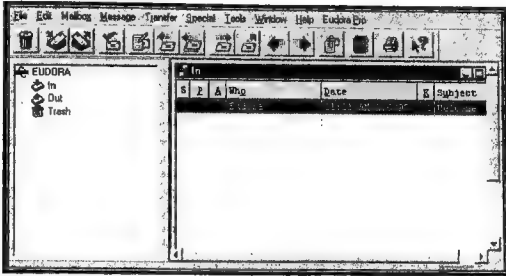 File Edit Mailbox Message Transfer Special Tools Window Help Eudora Pro
EUDORA
In
Out
Trash
In
S P A Who Date K Subject